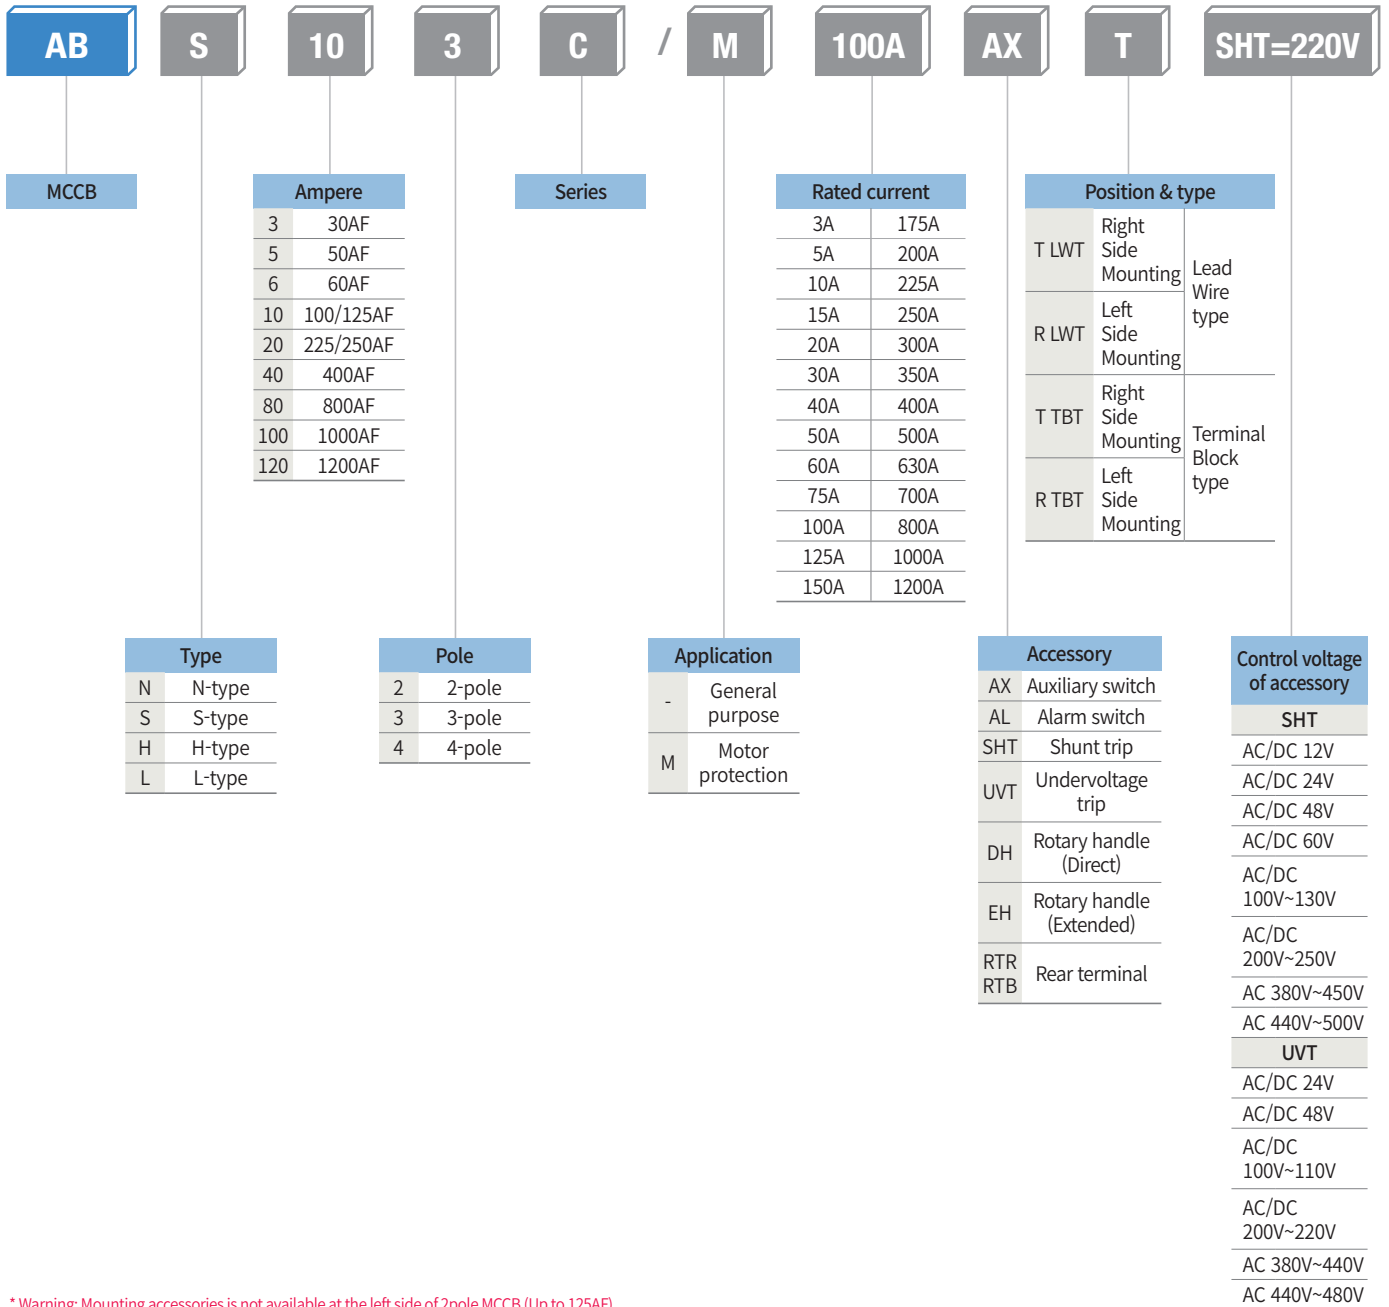 AB S 10 3 C / M 100A AX T SHT=220V
MCCB
Ampere
3 30AF
5 50AF
6 60AF
10 100/125AF
20 225/250AF
40 400AF
80 800AF
100 1000AF
120 1200AF
Series
Rated current
3A 175A
5A 200A
10A 225A
15A 250A
20A 300A
30A 350A
40A 400A
50A 500A
60A 630A
75A 700A
100A 800A
125A 1000A
150A 1200A
Position & type
T LWT
Right
Side
Mounting
R LWT
Left
Side
Mounting
Lead
Wire
type
T TBT
Right
Side
Mounting
R TBT
Left
Side
Mounting
Terminal
Block
type
Type
N N-type
S S-type
H H-type
L L-type
Pole
2 2-pole
3 3-pole
4 4-pole
Application
-
General
purpose
M
Motor
protection
Accessory
AX Auxiliary switch
AL Alarm switch
SHT Shunt trip
UVT
Undervoltage
trip
DH
Rotary handle
(Direct)
EH
Rotary handle
(Extended)
RTR
RTB
Rear terminal
Control voltage
of accessory
SHT
AC/DC 12V
AC/DC 24V
AC/DC 48V
AC/DC 60V
AC/DC
100V~130V
AC/DC
200V~250V
AC 380V~450V
AC 440V~500V
UVT
AC/DC 24V
AC/DC 48V
AC/DC
100V~110V
AC/DC
200V~220V
AC 380V~440V
AC 440V~480V
* Warning: Mounting accessories is not available at the left side of 2pole MCCB (Up to 125AF)